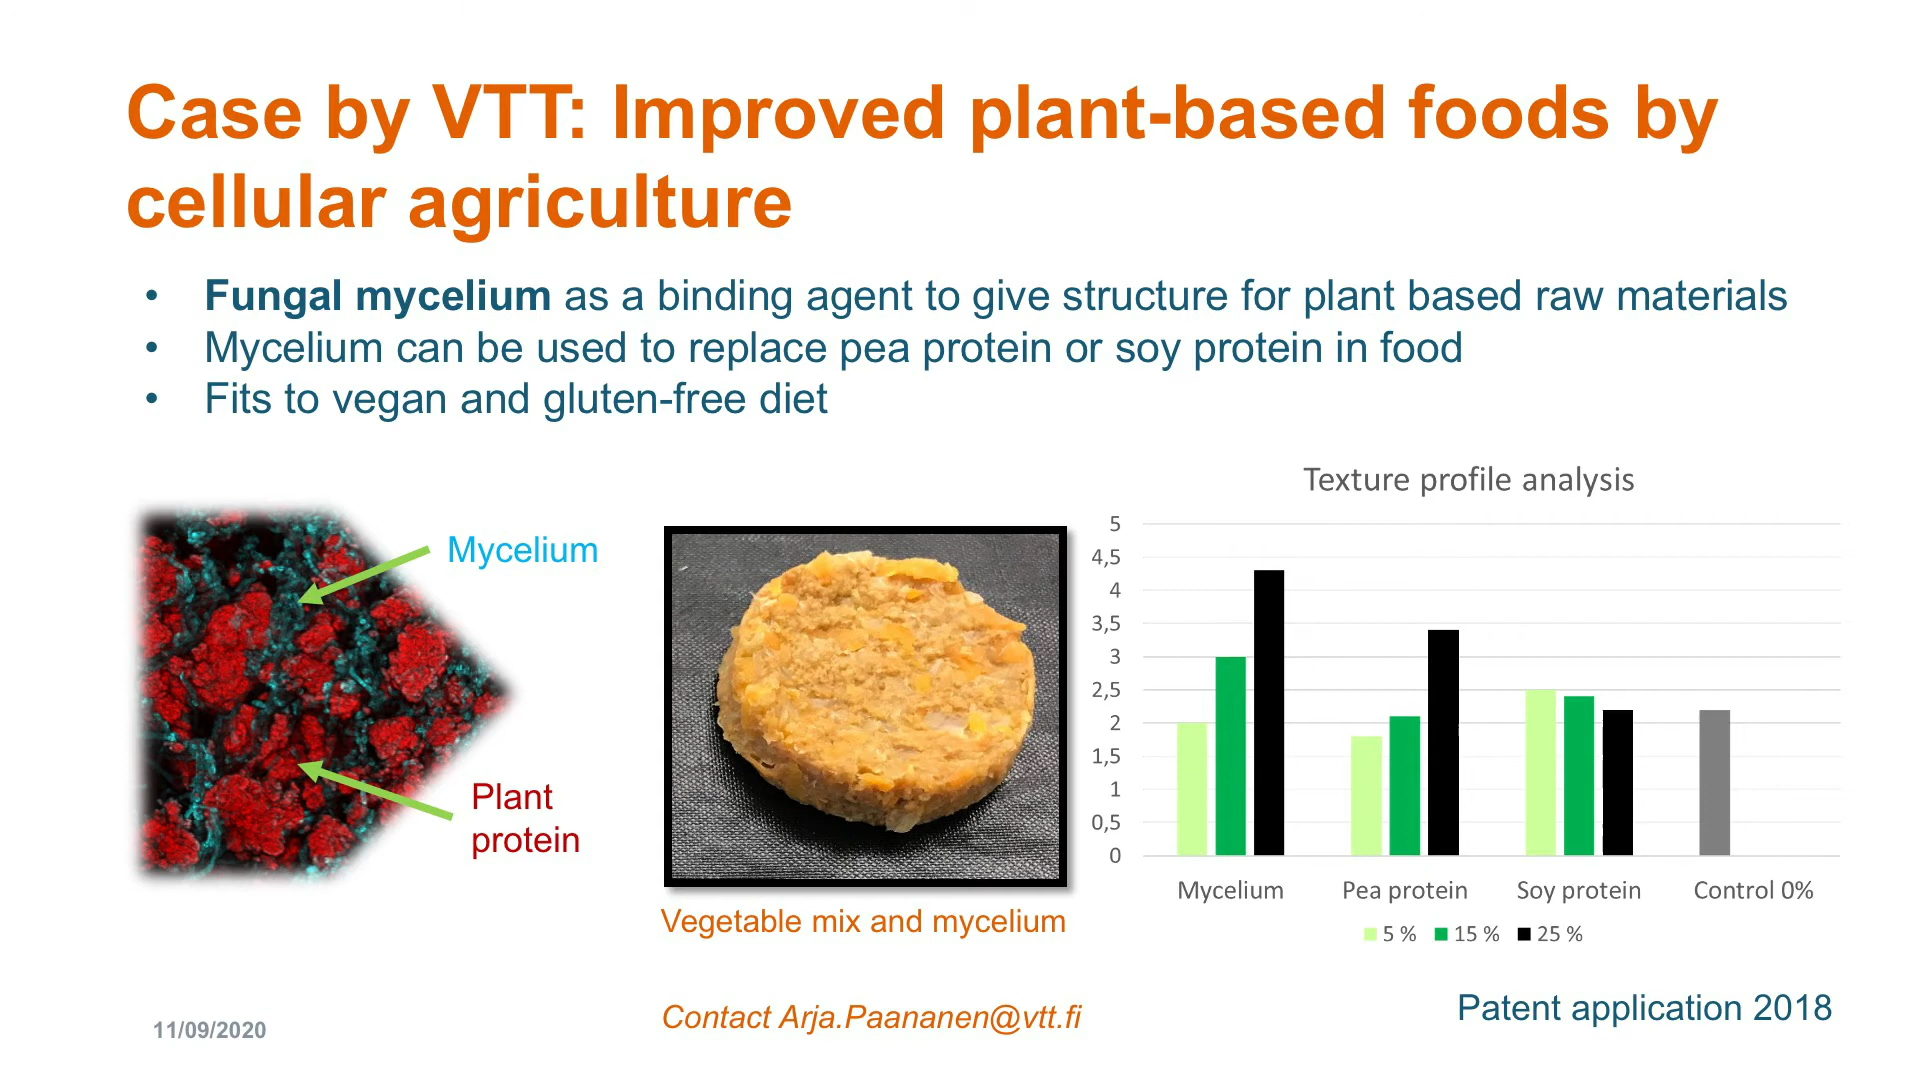 Case by VTT: Improved plant-based foods by
cellular agriculture
• Fungal mycelium as a binding agent to give structure for plant based raw materials
• Mycelium can be used to replace pea protein or soy protein in food
• Fits to vegan and gluten-free diet
Mycelium
Plant
protein
Vegetable mix and mycelium
Texture profile analysis
5
4,5
4
3,5
3
2,5
2
1,5
1
0,5
0
Mycelium Pea protein Soy protein Control 0%
5 % 15 % 25 %
11/09/2020
Contact Arja.Paananen@vtt.fi
Patent application 2018